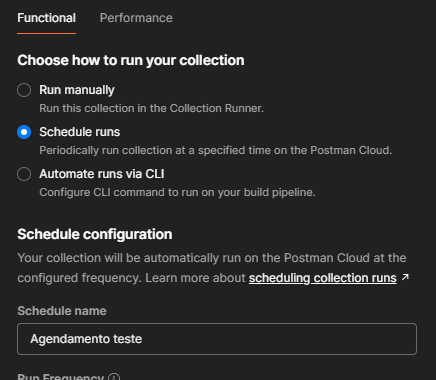 Functional Performance
Choose how to run your collection
Run manually
Run this collection in the Collection Runner.
Schedule runs
Periodically run collection at a specified time on the Postman Cloud.
Automate runs via CLI
Configure CLI command to run on your build pipeline.
Schedule configuration
Your collection will be automatically run on the Postman Cloud at the
configured frequency. Learn more about scheduling collection runs ↗
Schedule name
Agendamento teste
Run Frequency